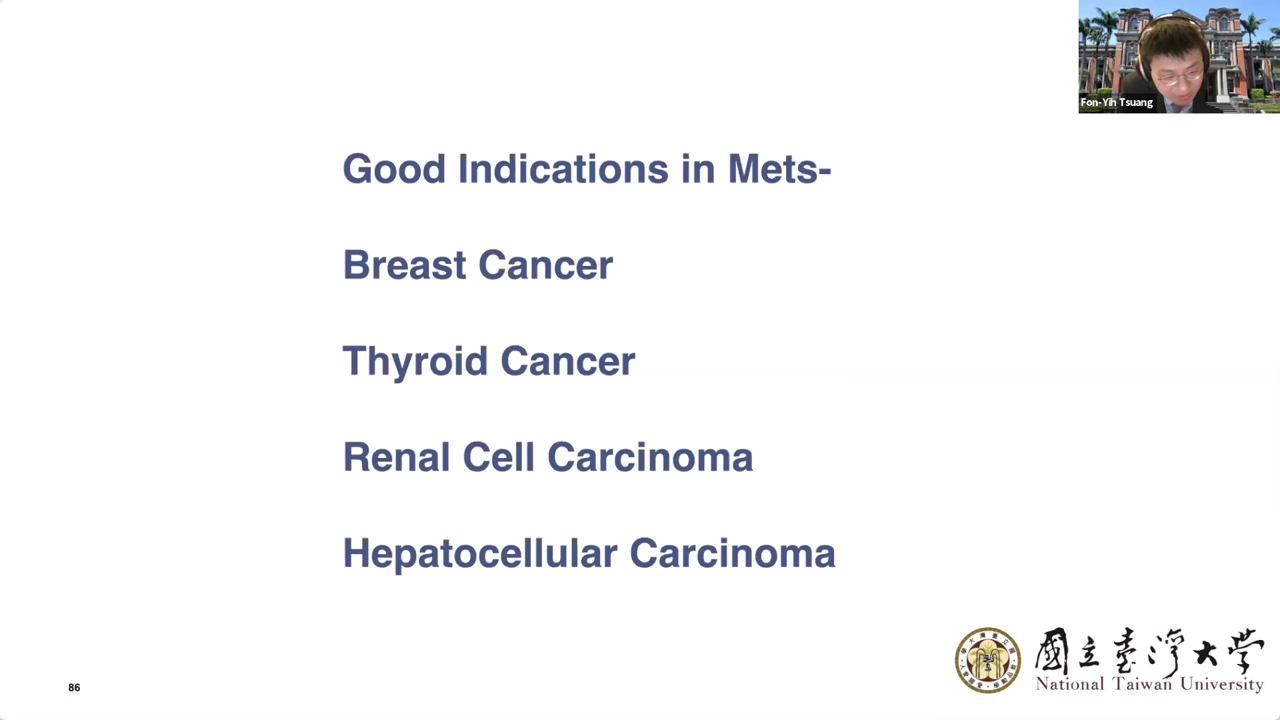 Fon-Yih Tsuang
Good Indications in Mets-
Breast Cancer
Thyroid Cancer
Renal Cell Carcinoma
Hepatocellular Carcinoma
國立臺灣大學
National Taiwan University
86